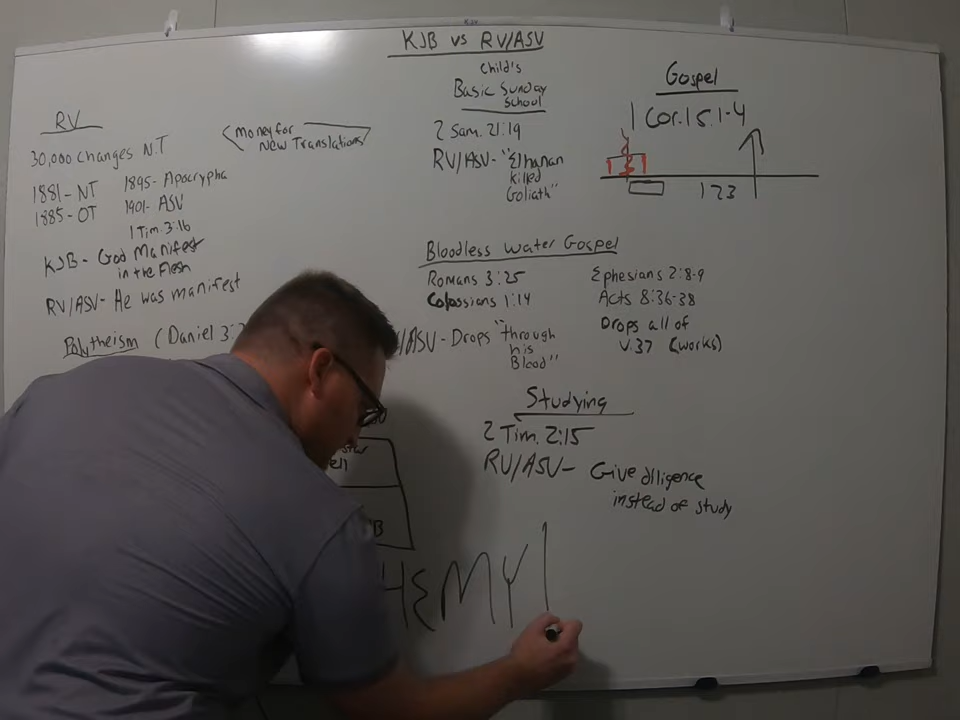 KJB vs RV/ASV
Child's
Basic Sunday
School
2 Sam. 21:19
RV/ASV- "Elhanan
killed
Goliath"
Gospel
1 Cor. 15:1-4
1 2 3
RV
30,000 changes N.T
<Money for
New Translations>
1881- NT 1895- Apocrypha
1885- OT 1901- ASV
1 Tim. 3:16
KJB- God Manifest
in the Flesh
RV/ASV- He was manifest
Polytheism (Daniel 3:2
Bloodless Water Gospel
Romans 3:25
Colossians 1:14
/ASV- Drops "through
his
Blood"
Ephesians 2:8-9
Acts 8:36-38
Drops all of
V.37 (works)
Studying
2 Tim. 2:15
RV/ASV- Give diligence
instead of study
HEMY